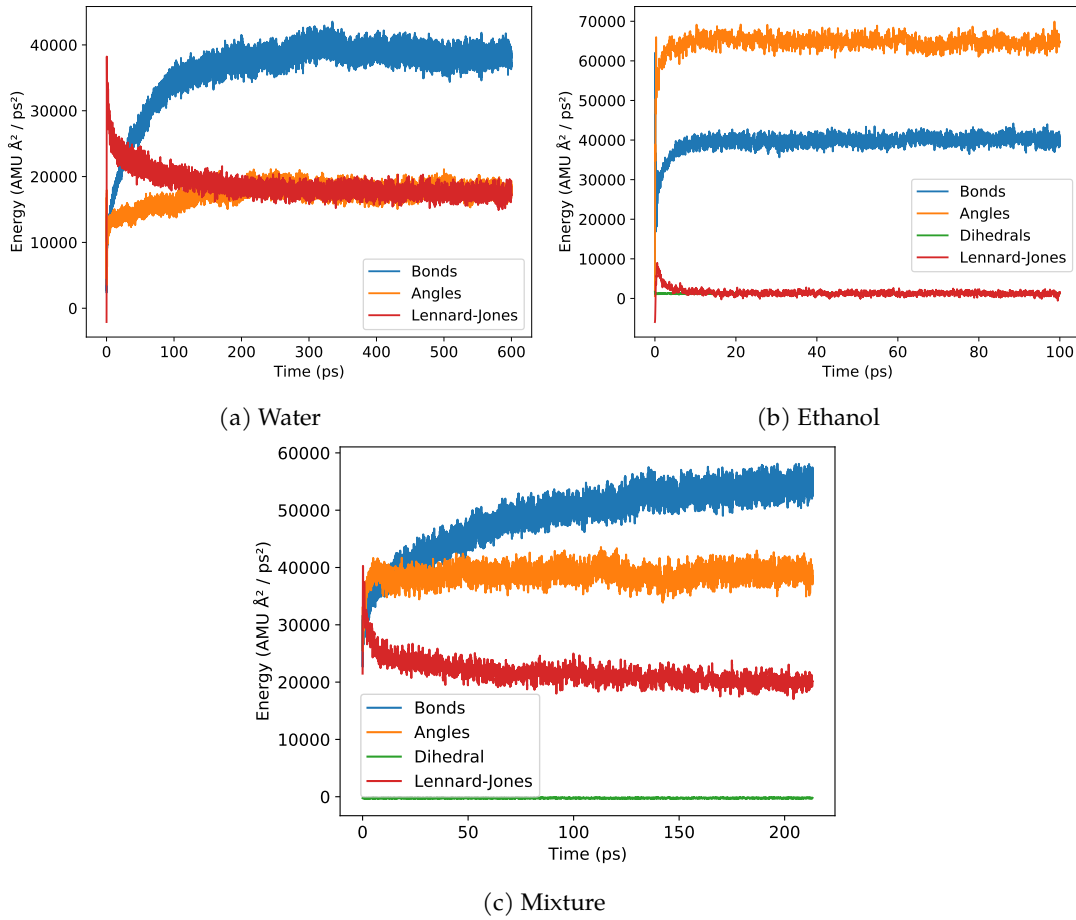 40000
30000
20000
10000
0
Energy (AMU Å² / ps²)
Bonds
Angles
Lennard-Jones
0 100 200 300 400 500 600
Time (ps)
(a) Water
70000
60000
50000
40000
30000
20000
10000
0
Energy (AMU Å² / ps²)
Bonds
Angles
Dihedrals
Lennard-Jones
0 20 40 60 80 100
Time (ps)
(b) Ethanol
60000
50000
40000
30000
20000
10000
0
Energy (AMU Å² / ps²)
Bonds
Angles
Dihedral
Lennard-Jones
0 50 100 150 200
Time (ps)
(c) Mixture